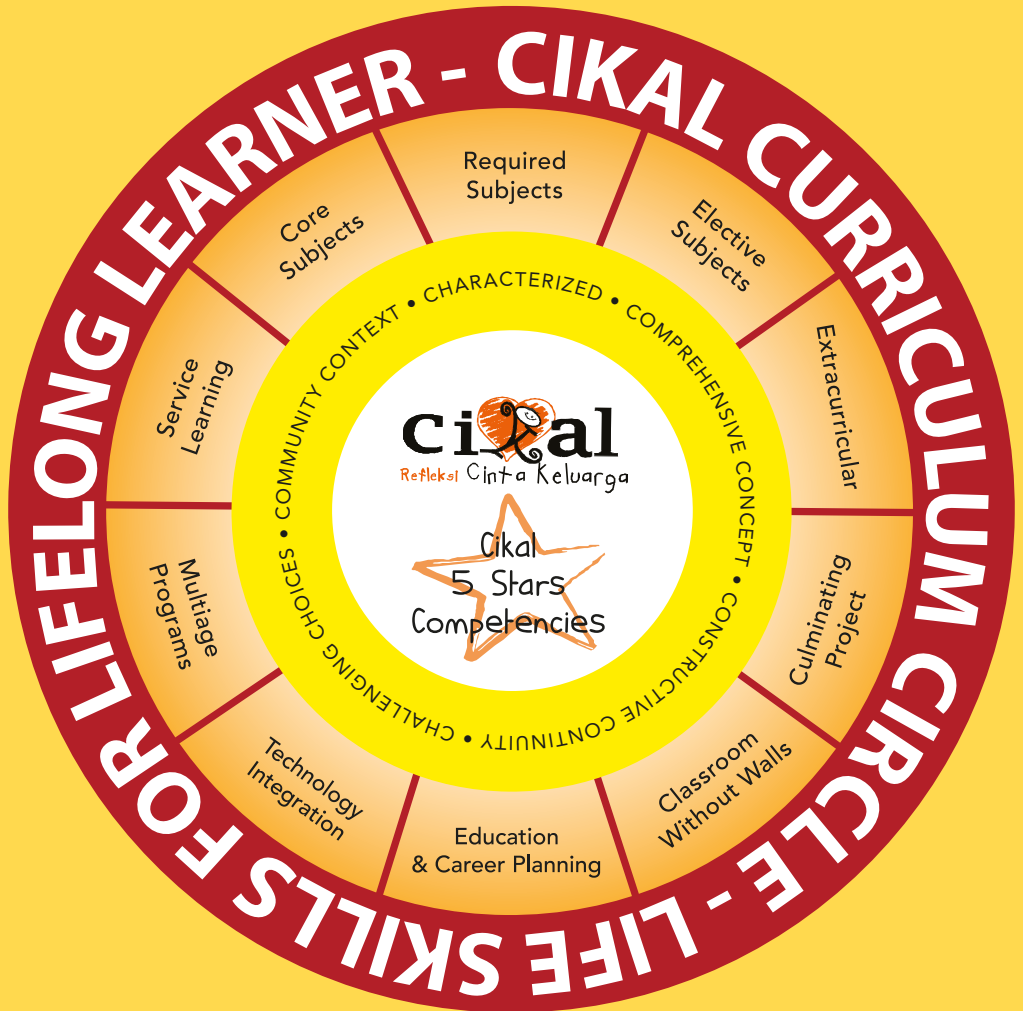 CIKAL CURRICULUM CIRCLE - LIFE SKILLS FOR LIFELONG LEARNER -
Required
Subjects
Elective
Subjects
Extracurricular
Culminating
Project
Classroom
Without Walls
Education
& Career Planning
Technology
Integration
Multiage
Programs
Service
Learning
Core
Subjects
CHARACTERIZED • COMPREHENSIVE CONCEPT • CONSTRUCTIVE CONTINUITY • CHALLENGING CHOICES • COMMUNITY CONTEXT •
Cikal
Refleksi Cinta Keluarga
Cikal
5 Stars
Competencies